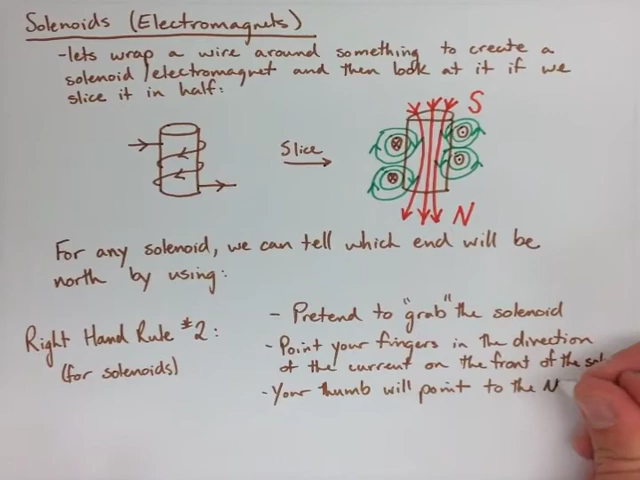 Solenoids (Electromagnets)
-lets wrap a wire around something to create a
solenoid/electromagnet and then look at it if we
slice it in half:
S
Slice
N
For any solenoid, we can tell which end will be
north by using:
Right Hand Rule #2:
(for solenoids)
- Pretend to "grab" the solenoid
- Point your fingers in the direction
of the current on the front of the
- Your thumb will point to the N